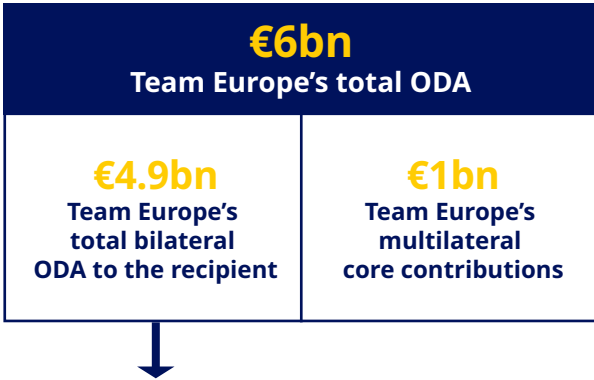 €6bn
Team Europe's total ODA
€4.9bn
Team Europe's
total bilateral
ODA to the recipient
€1bn
Team Europe's
multilateral
core contributions